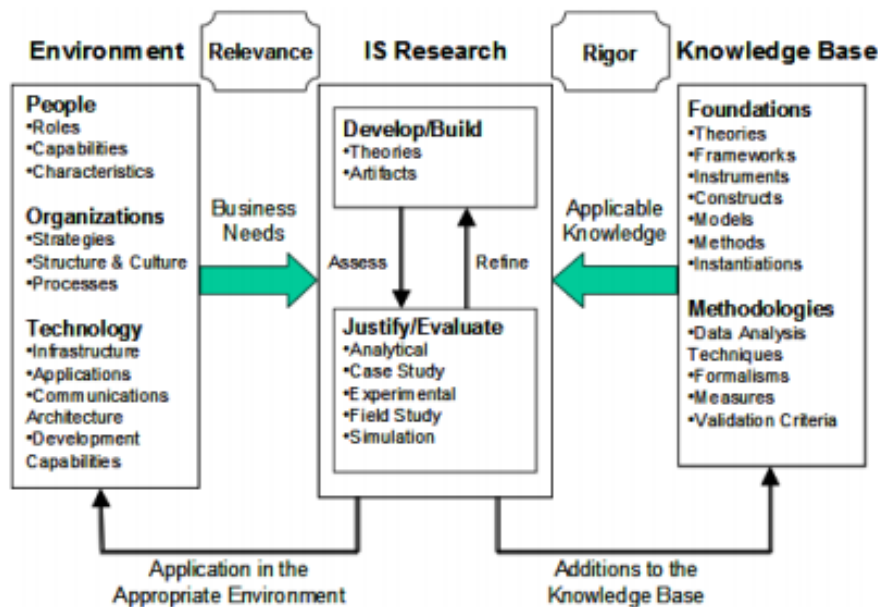 Environment
Relevance
IS Research
Rigor
Knowledge Base
People
•Roles
•Capabilities
•Characteristics
Organizations
•Strategies
•Structure & Culture
•Processes
Technology
•Infrastructure
•Applications
•Communications
Architecture
•Development
Capabilities
Business
Needs
Develop/Build
•Theories
•Artifacts
Assess
Refine
Justify/Evaluate
•Analytical
•Case Study
•Experimental
•Field Study
•Simulation
Applicable
Knowledge
Foundations
•Theories
•Frameworks
•Instruments
•Constructs
•Models
•Methods
•Instantiations
Methodologies
•Data Analysis
Techniques
•Formalisms
•Measures
•Validation Criteria
Application in the
Appropriate Environment
Additions to the
Knowledge Base